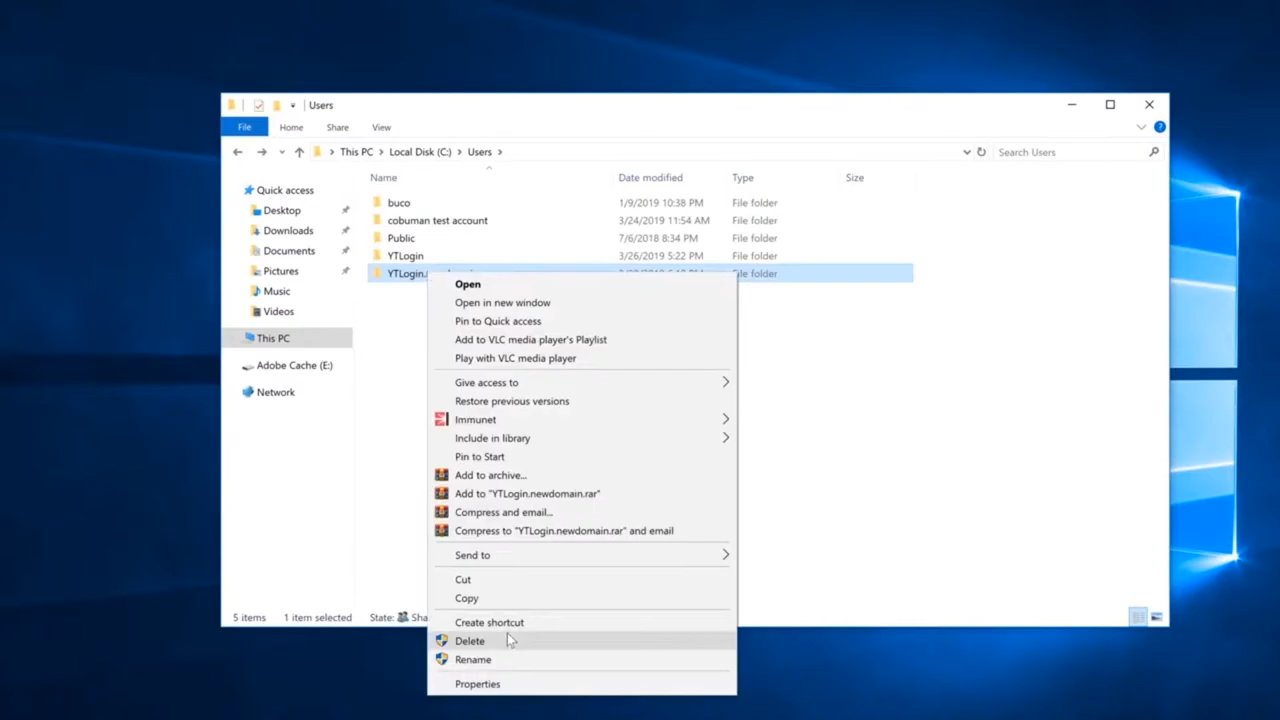 Users
File Home Share View
This PC Local Disk (C:) Users Search Users
Name Date modified Type Size
Quick access
Desktop
Downloads
Documents
Pictures
Music
Videos
This PC
Adobe Cache (E:)
Network
buco 1/9/2019 10:38 PM File folder
cobuman test account 3/24/2019 11:54 AM File folder
Public 7/6/2018 8:34 PM File folder
YTLogin 3/26/2019 5:22 PM File folder
YTLogin. File folder
Open
Open in new window
Pin to Quick access
Add to VLC media player's Playlist
Play with VLC media player
Give access to
Restore previous versions
Immunet
Include in library
Pin to Start
Add to archive...
Add to "YTLogin.newdomain.rar"
Compress and email...
Compress to "YTLogin.newdomain.rar" and email
Send to
Cut
Copy
Create shortcut
Delete
Rename
Properties
5 items 1 item selected State: Sha